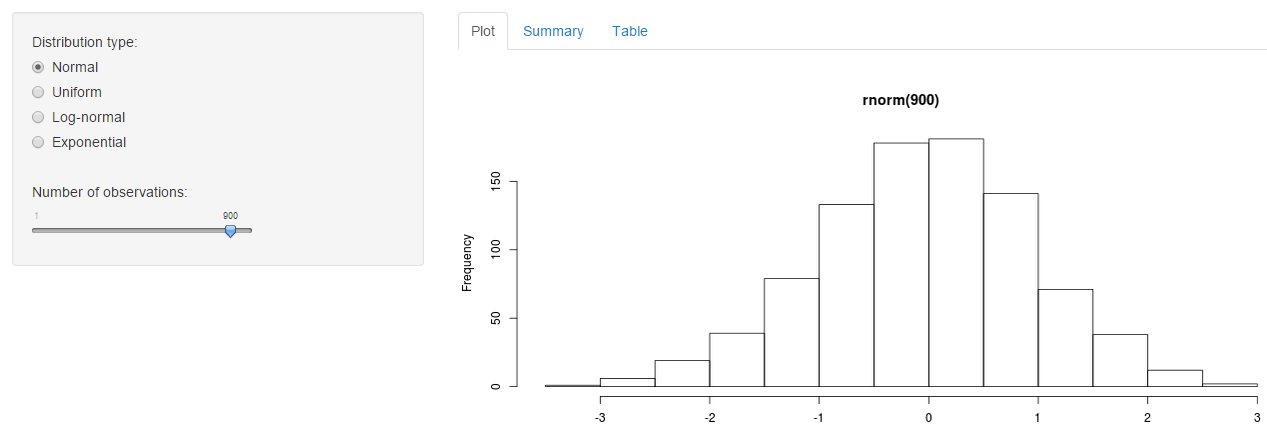 Distribution type:
Normal
Uniform
Log-normal
Exponential
Number of observations:
1 900
Plot Summary Table
rnorm(900)
Frequency
150
100
50
0
-3 -2 -1 0 1 2 3